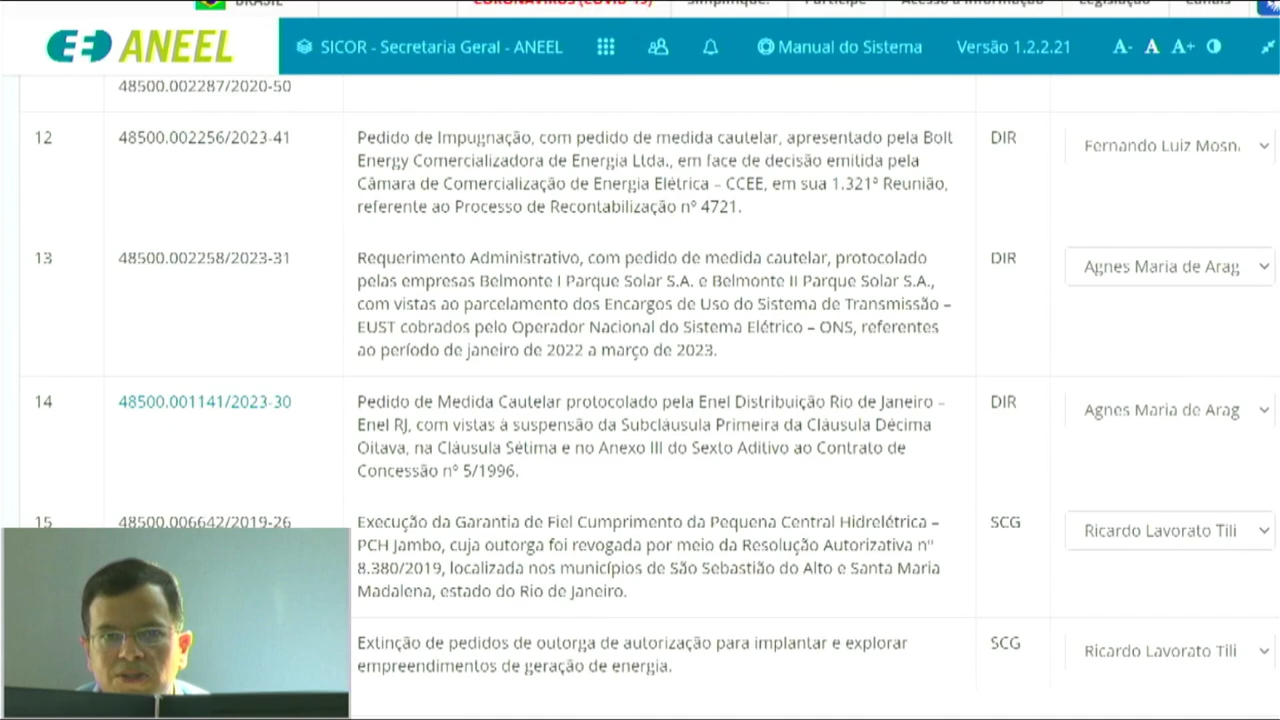 BRASIL
CORONAVÍRUS (COVID-19)
Simplifique!
Participe
Acesso à informação
Legislação
Canais
ANEEL
SICOR - Secretaria Geral - ANEEL
Manual do Sistema
Versão 1.2.2.21
A- A A+
48500.002287/2020-50
12
48500.002256/2023-41
Pedido de Impugnação, com pedido de medida cautelar, apresentado pela Bolt
Energy Comercializadora de Energia Ltda., em face de decisão emitida pela
Câmara de Comercialização de Energia Elétrica – CCEE, em sua 1.321ª Reunião,
referente ao Processo de Recontabilização nº 4721.
DIR
Fernando Luiz Mosn.
13
48500.002258/2023-31
Requerimento Administrativo, com pedido de medida cautelar, protocolado
pelas empresas Belmonte I Parque Solar S.A. e Belmonte II Parque Solar S.A.,
com vistas ao parcelamento dos Encargos de Uso do Sistema de Transmissão –
EUST cobrados pelo Operador Nacional do Sistema Elétrico – ONS, referentes
ao período de janeiro de 2022 a março de 2023.
DIR
Agnes Maria de Arag
14
48500.001141/2023-30
Pedido de Medida Cautelar protocolado pela Enel Distribuição Rio de Janeiro –
Enel RJ, com vistas à suspensão da Subcláusula Primeira da Cláusula Décima
Oitava, na Cláusula Sétima e no Anexo III do Sexto Aditivo ao Contrato de
Concessão nº 5/1996.
DIR
Agnes Maria de Arag
15
48500.006642/2019-26
Execução da Garantia de Fiel Cumprimento da Pequena Central Hidrelétrica –
PCH Jambo, cuja outorga foi revogada por meio da Resolução Autorizativa nº
8.380/2019, localizada nos municípios de São Sebastião do Alto e Santa Maria
Madalena, estado do Rio de Janeiro.
SCG
Ricardo Lavorato Tili
Extinção de pedidos de outorga de autorização para implantar e explorar
empreendimentos de geração de energia.
SCG
Ricardo Lavorato Tili